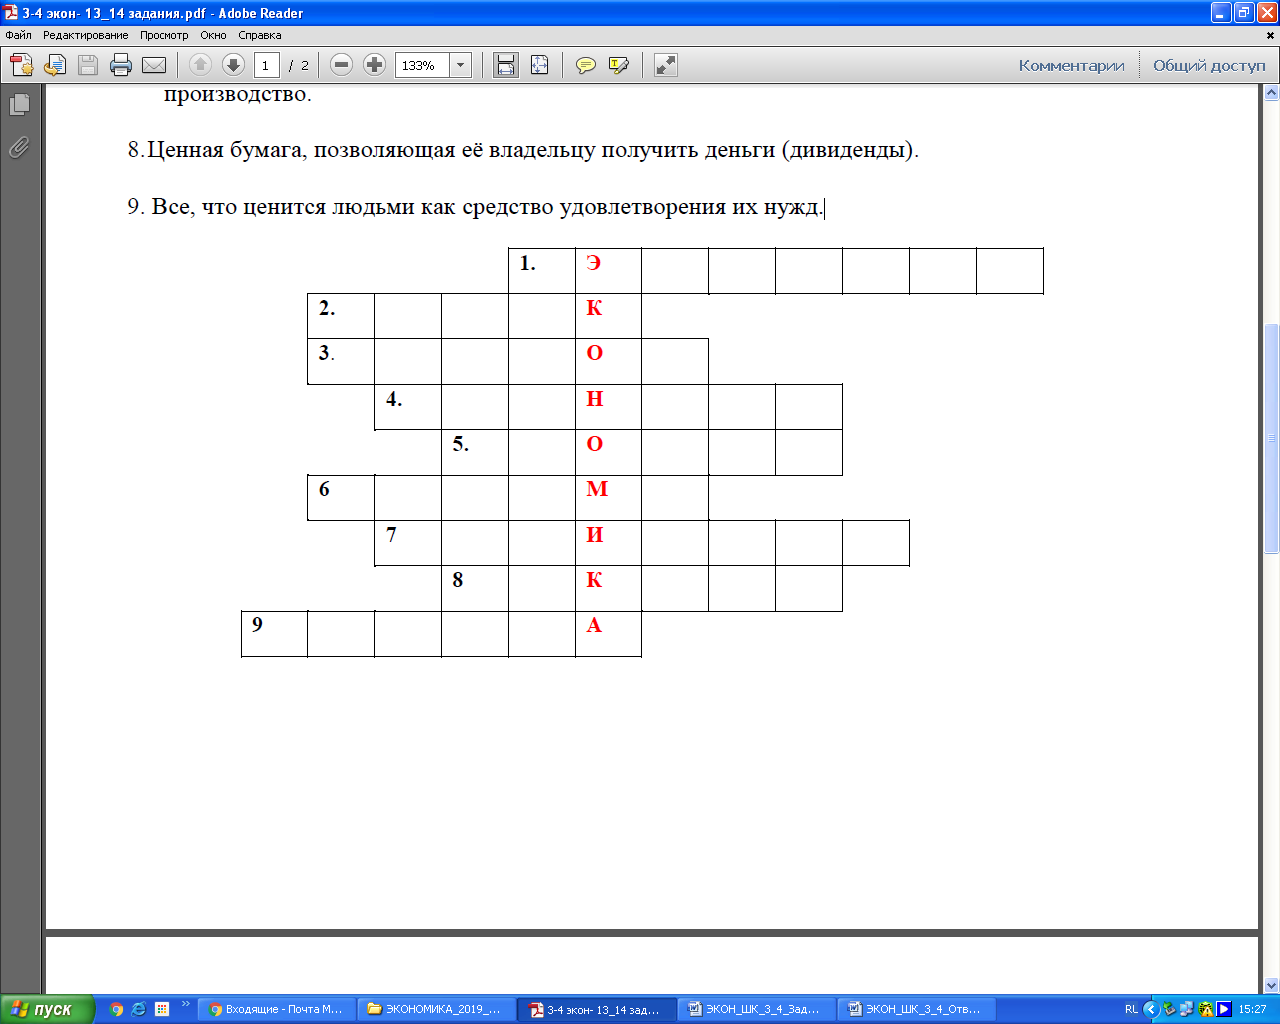 3-4 экон- 13_14 задания.pdf - Adobe Reader
Файл Редактирование Просмотр Окно Справка
1 / 2 133% Комментарии Общий доступ
производство.
8.Ценная бумага, позволяющая её владельцу получить деньги (дивиденды).
9. Все, что ценится людьми как средство удовлетворения их нужд.
1. Э
2. К
3. О
4. Н
5. О
6 М
7 И
8 К
9 А
пуск Входящие - Почта M... ЭКОНОМИКА_2019_... 3-4 экон- 13_14 зад... ЭКОН_ШК_3_4_Зад... ЭКОН_ШК_3_4_Отв... RL 15:27